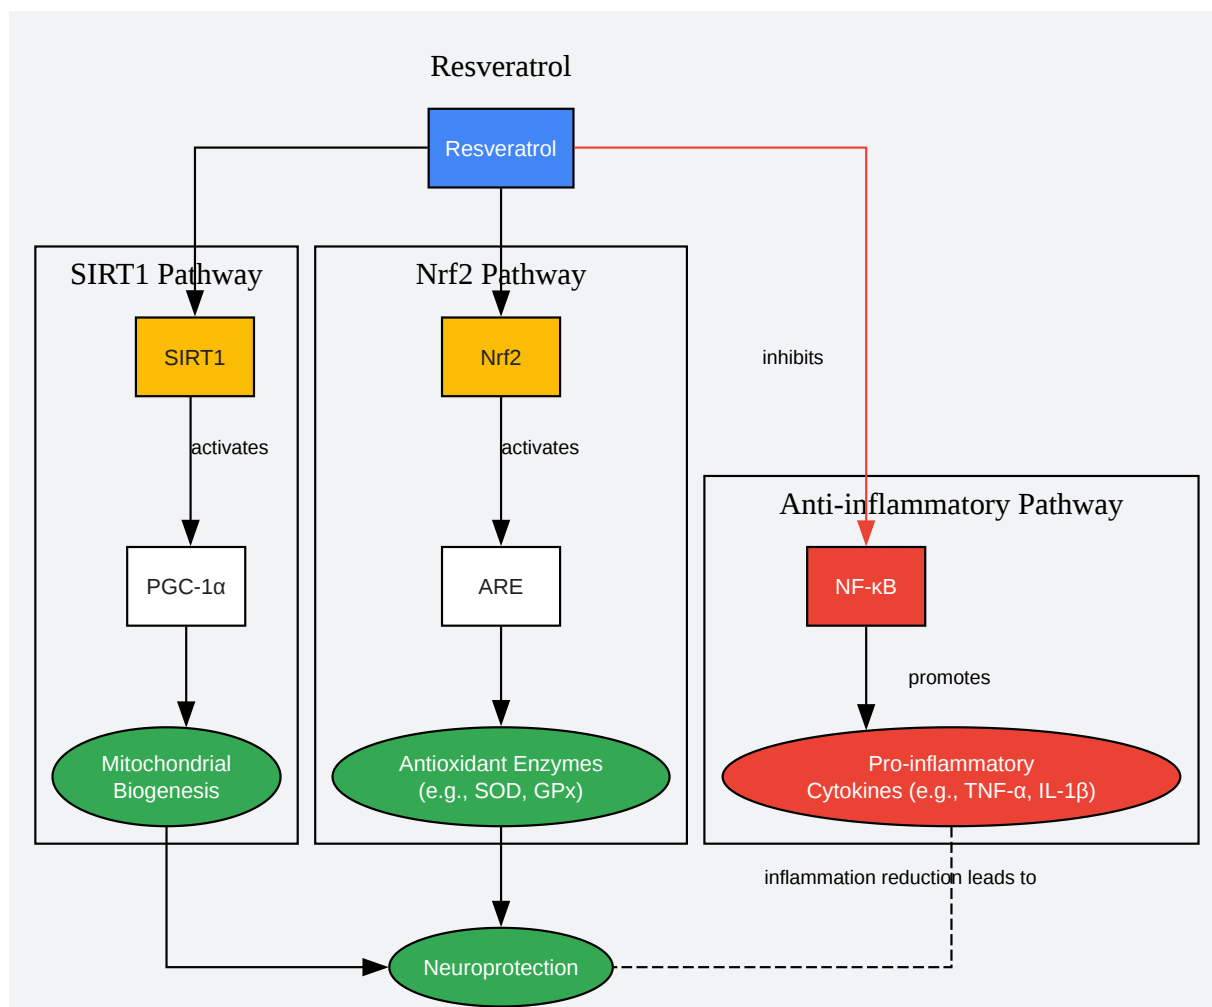 Resveratrol
Resveratrol
SIRT1 Pathway
Nrf2 Pathway
SIRT1
Nrf2
inhibits
activates
activates
Anti-inflammatory Pathway
PGC-1α
ARE
NF-κB
promotes
Mitochondrial
Biogenesis
Antioxidant Enzymes
(e.g., SOD, GPx)
Pro-inflammatory
Cytokines (e.g., TNF-α, IL-1β)
inflammation reduction leads to
Neuroprotection